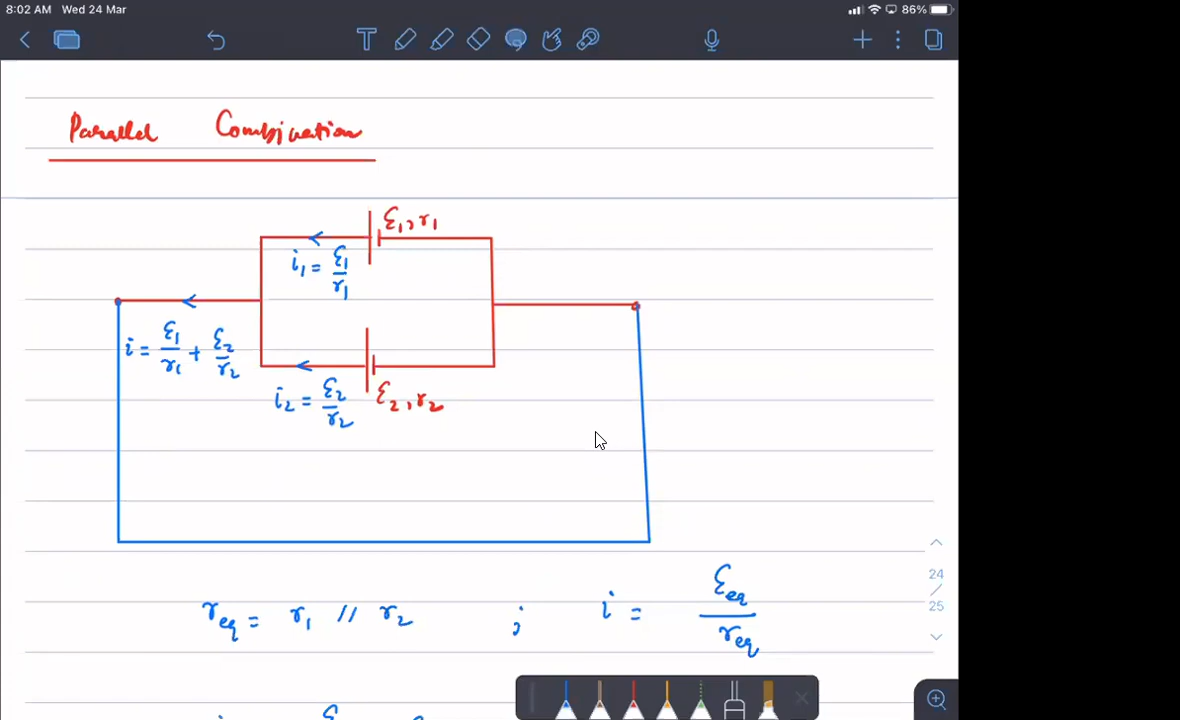 8:02 AM Wed 24 Mar 86%
T
Parallel Combination
ε1, r1
i1 = ε1/r1
i = ε1/r1 + ε2/r2
i2 = ε2/r2
ε2, r2
24/25
req = r1 // r2 ; i = εeq/req